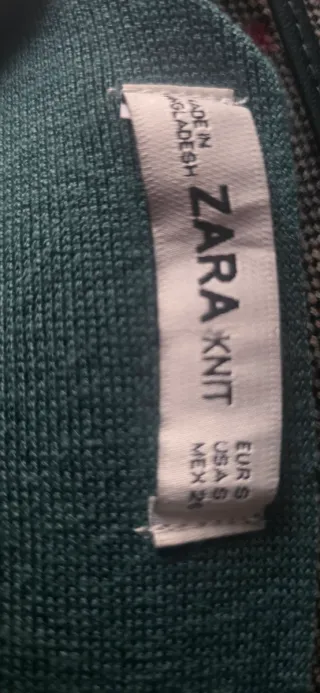 MADE IN
BANGLADESH
ZARA KNIT
EUR S
USA S
MEX 26